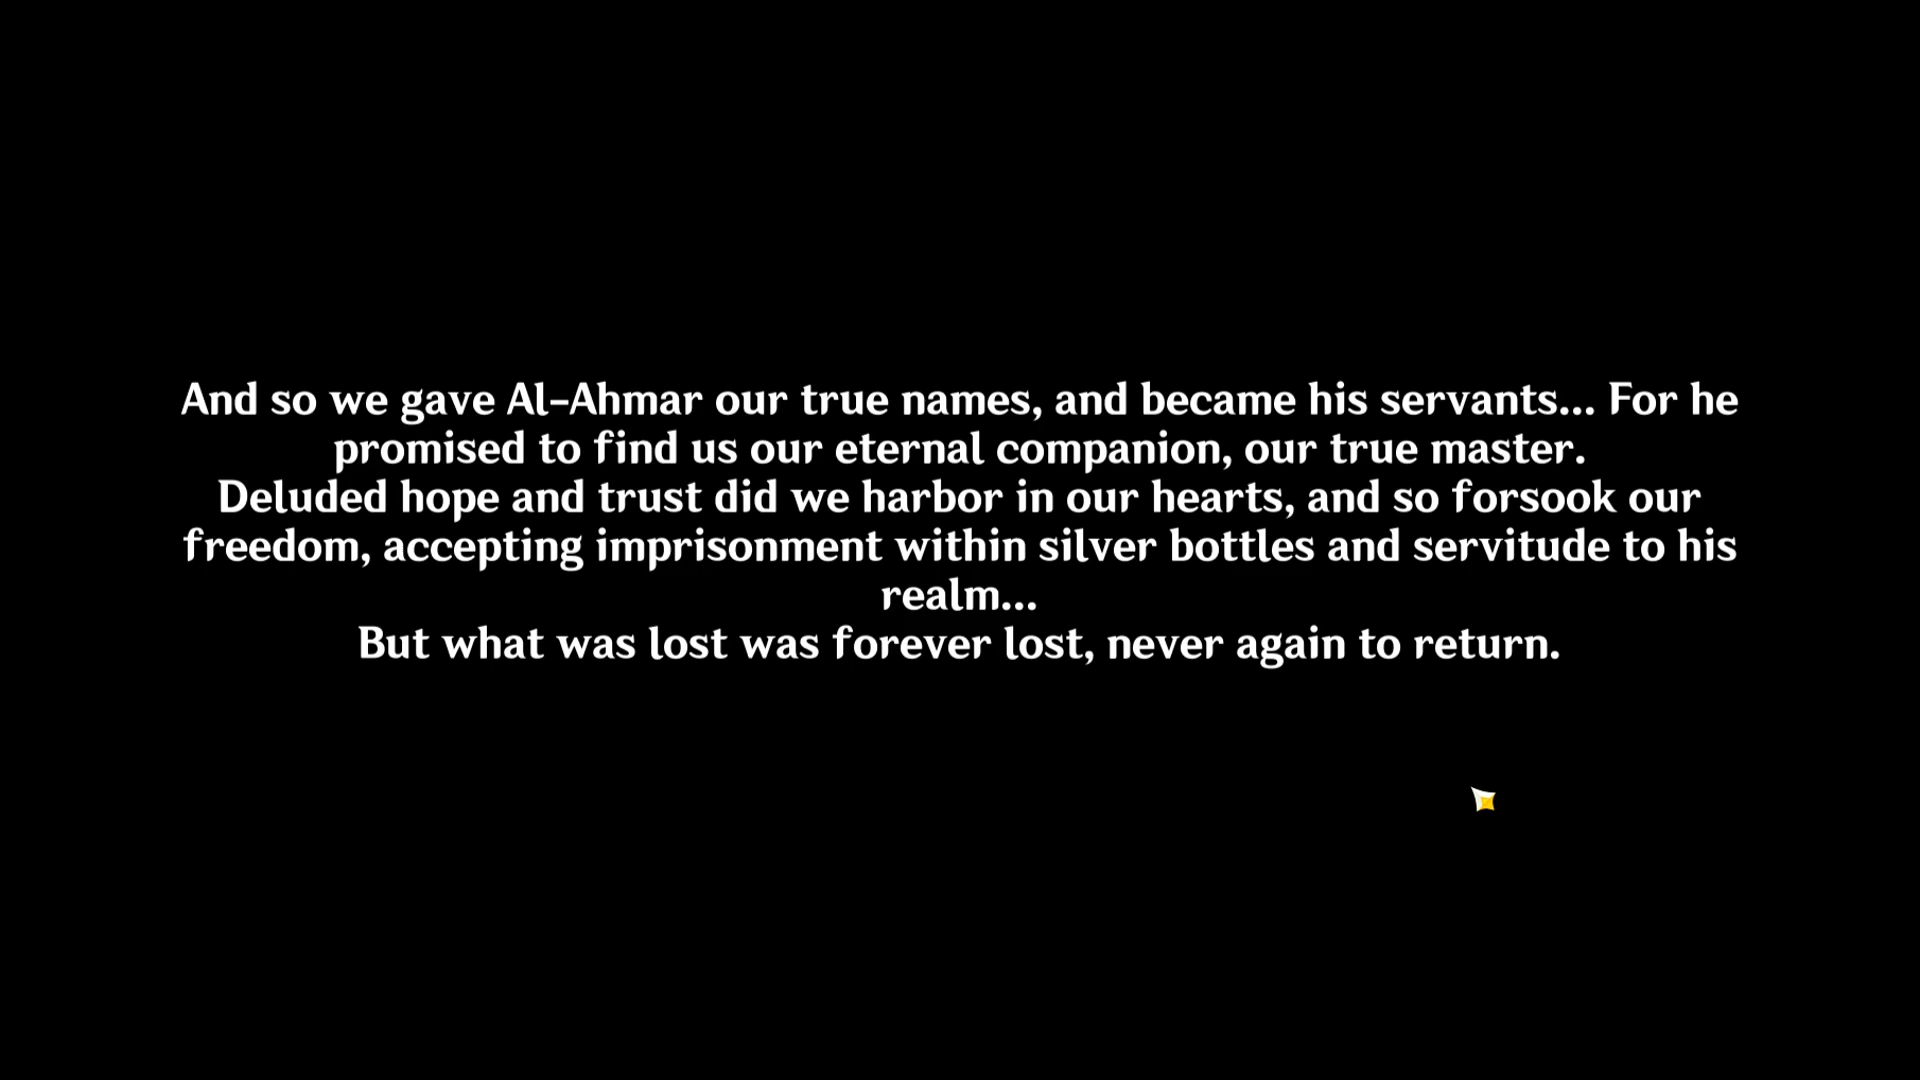 And so we gave Al-Ahmar our true names, and became his servants... For he
promised to find us our eternal companion, our true master.
Deluded hope and trust did we harbor in our hearts, and so forsook our
freedom, accepting imprisonment within silver bottles and servitude to his
realm...
But what was lost was forever lost, never again to return.